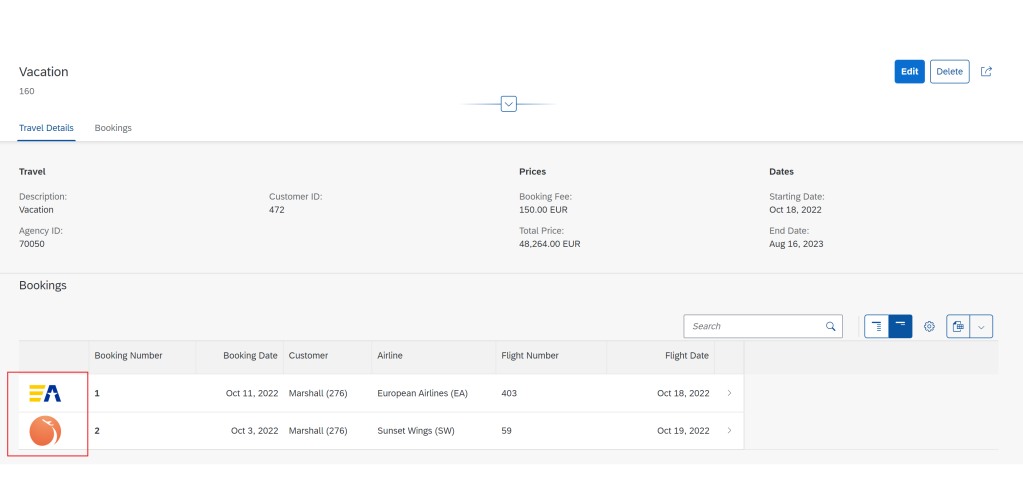 Vacation
Edit Delete
160
Travel Details Bookings
Travel Prices Dates
Description: Customer ID: Booking Fee: Starting Date:
Vacation 472 150.00 EUR Oct 18, 2022
Agency ID: Total Price: End Date:
70050 48,264.00 EUR Aug 16, 2023
Bookings
Search
Booking Number Booking Date Customer Airline Flight Number Flight Date
EA 1 Oct 11, 2022 Marshall (276) European Airlines (EA) 403 Oct 18, 2022
2 Oct 3, 2022 Marshall (276) Sunset Wings (SW) 59 Oct 19, 2022